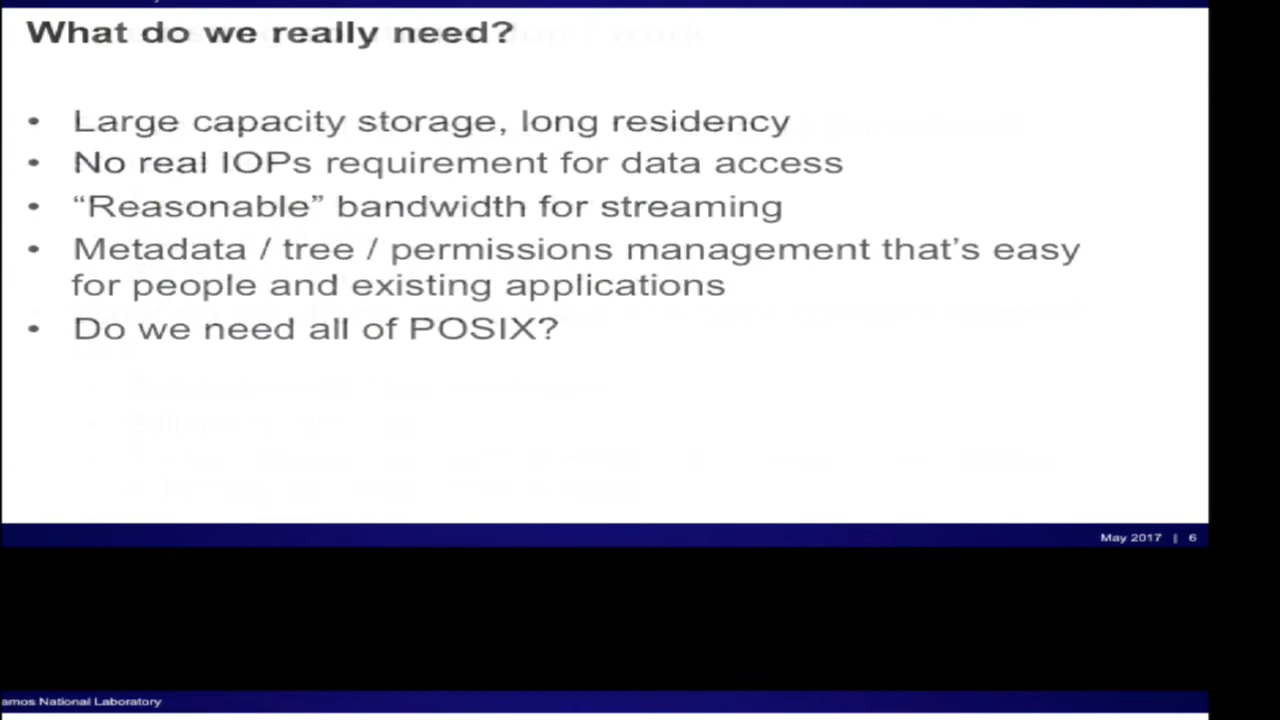 What do we really need?
• Large capacity storage, long residency
• No real IOPs requirement for data access
• “Reasonable” bandwidth for streaming
• Metadata / tree / permissions management that’s easy
for people and existing applications
• Do we need all of POSIX?
May 2017 | 6
amos National Laboratory